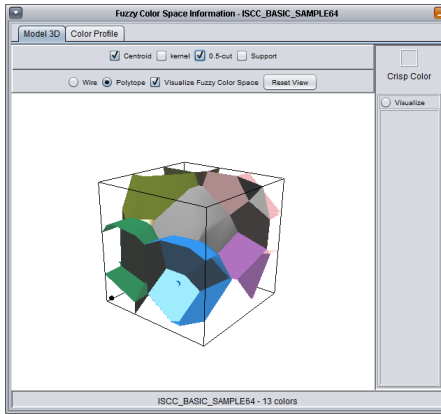 Fuzzy Color Space Information - ISCC_BASIC_SAMPLE64
Model 3D Color Profile
Centroid kernel 0.5-cut Support
Wire Polytope Visualize Fuzzy Color Space Reset View
Crisp Color
Visualize
ISCC_BASIC_SAMPLE64 - 13 colors